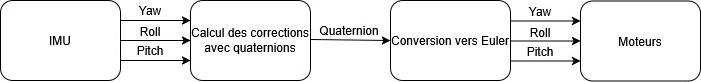 IMU
Yaw
Roll
Pitch
Calcul des corrections
avec quaternions
Quaternion
Conversion vers Euler
Yaw
Roll
Pitch
Moteurs